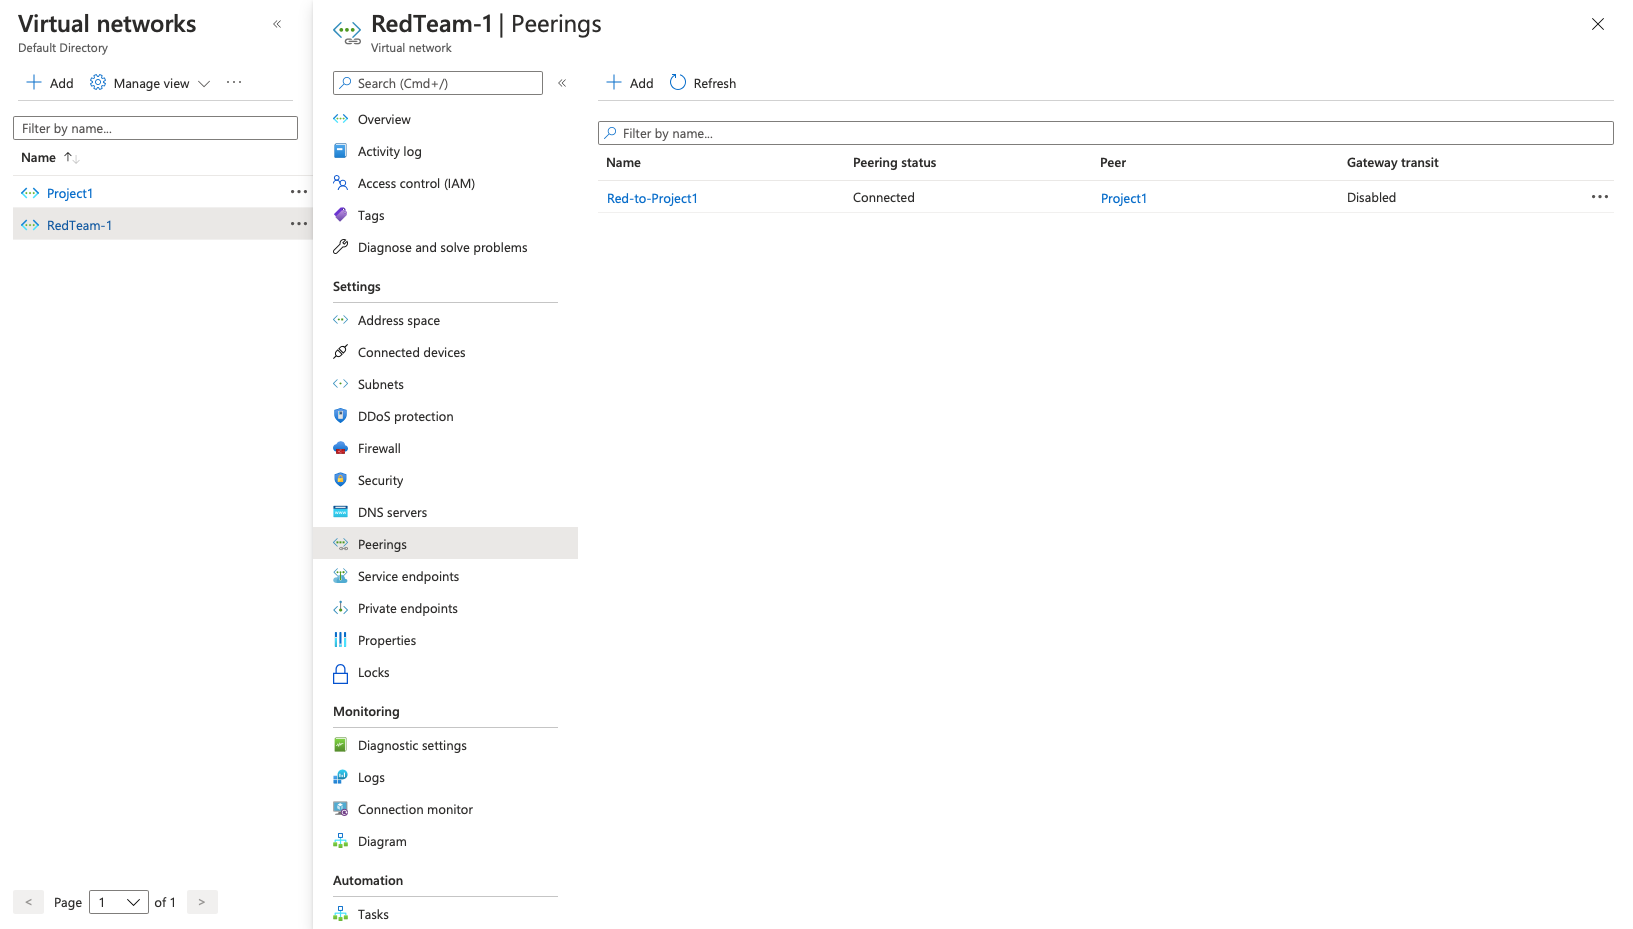 Virtual networks
«
Default Directory
Add
Manage view
...
Filter by name...
Name ↑↓
Project1
...
RedTeam-1
...
< Page 1 of 1 >
RedTeam-1 | Peerings
Virtual network
Search (Cmd+/)
«
Overview
Activity log
Access control (IAM)
Tags
Diagnose and solve problems
Settings
Address space
Connected devices
Subnets
DDoS protection
Firewall
Security
DNS servers
Peerings
Service endpoints
Private endpoints
Properties
Locks
Monitoring
Diagnostic settings
Logs
Connection monitor
Diagram
Automation
Tasks
Add
Refresh
Filter by name...
Name Peering status Peer Gateway transit
Red-to-Project1 Connected Project1 Disabled ...